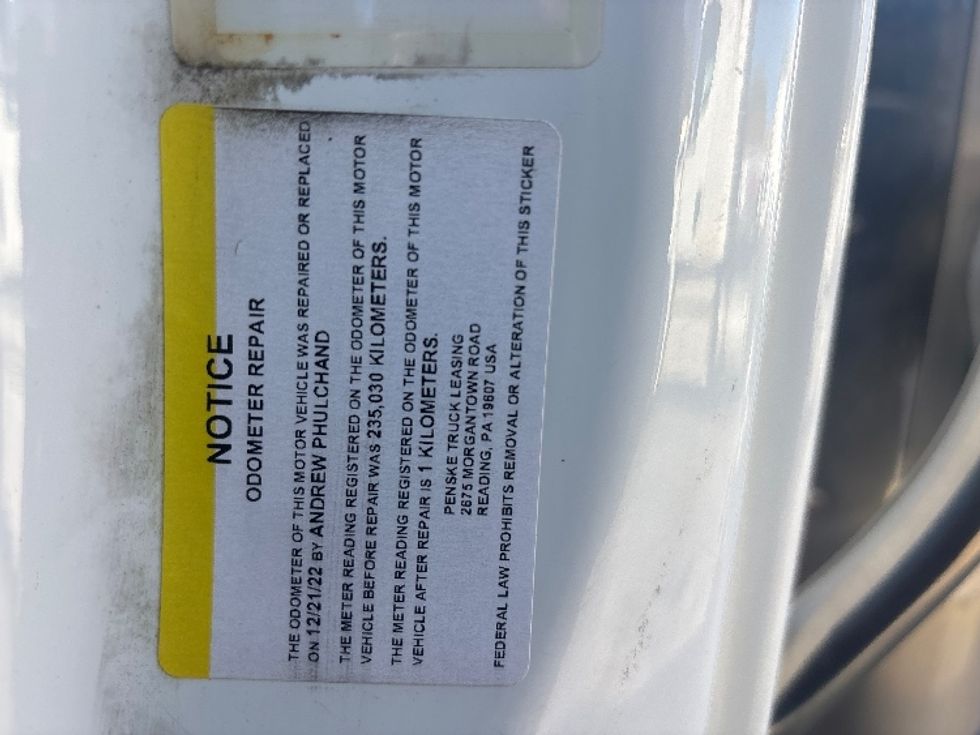 NOTICE
ODOMETER REPAIR
THE ODOMETER OF THIS MOTOR VEHICLE WAS REPAIRED OR REPLACED
ON 12/21/22 BY ANDREW PHULCHAND
THE METER READING REGISTERED ON THE ODOMETER OF THIS MOTOR
VEHICLE BEFORE REPAIR WAS 235,030 KILOMETERS.
THE METER READING REGISTERED ON THE ODOMETER OF THIS MOTOR
VEHICLE AFTER REPAIR IS 1 KILOMETERS.
PENSKE TRUCK LEASING
2675 MORGANTOWN ROAD
READING, PA 19607 USA
FEDERAL LAW PROHIBITS REMOVAL OR ALTERATION OF THIS STICKER